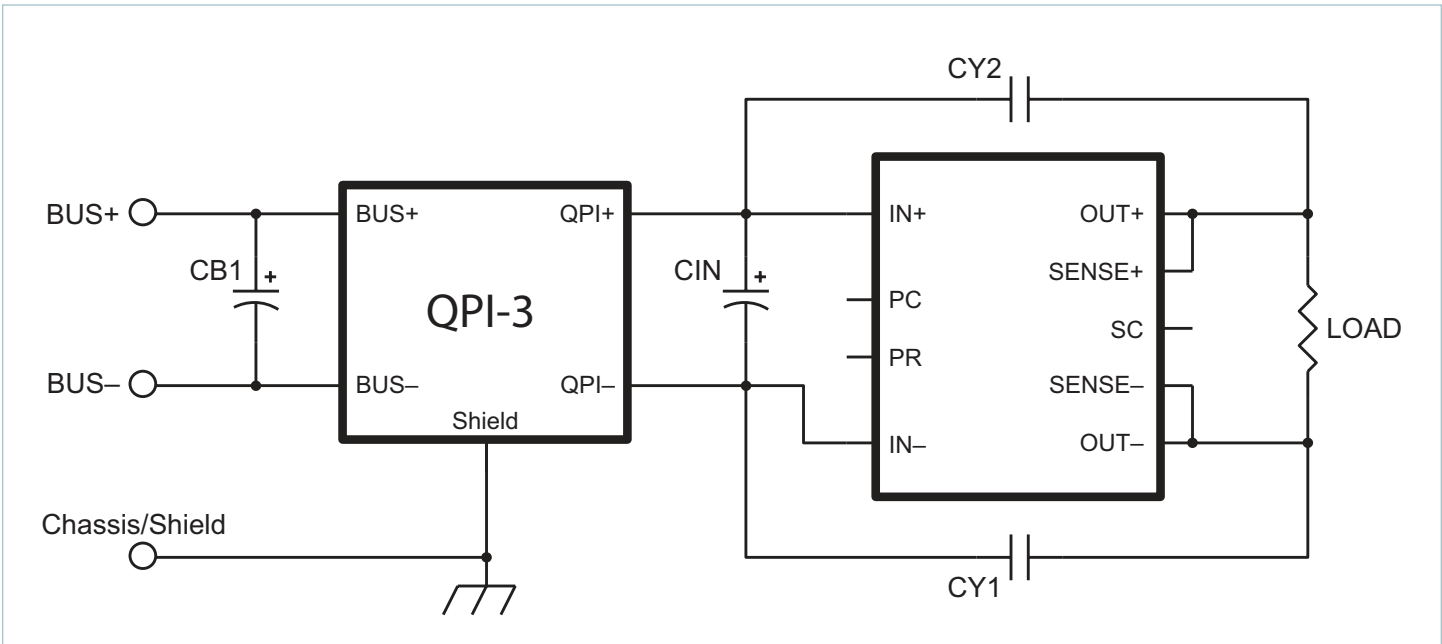 CY2
BUS+
BUS+
QPI+
IN+
OUT+
CB1
+
CIN
+
SENSE+
QPI-3
PC
SC
LOAD
PR
BUS–
BUS–
QPI–
SENSE–
Shield
IN–
OUT–
Chassis/Shield
CY1